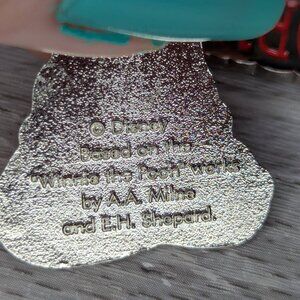 © Disney
Based on the
"Winnie the Pooh" works
by A.A. Milne
and E.H. Shepard.